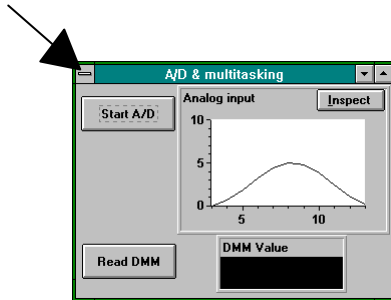 A/D & multitasking
Analog input
Inspect
Start A/D
10
5
0
5 10
Read DMM
DMM Value